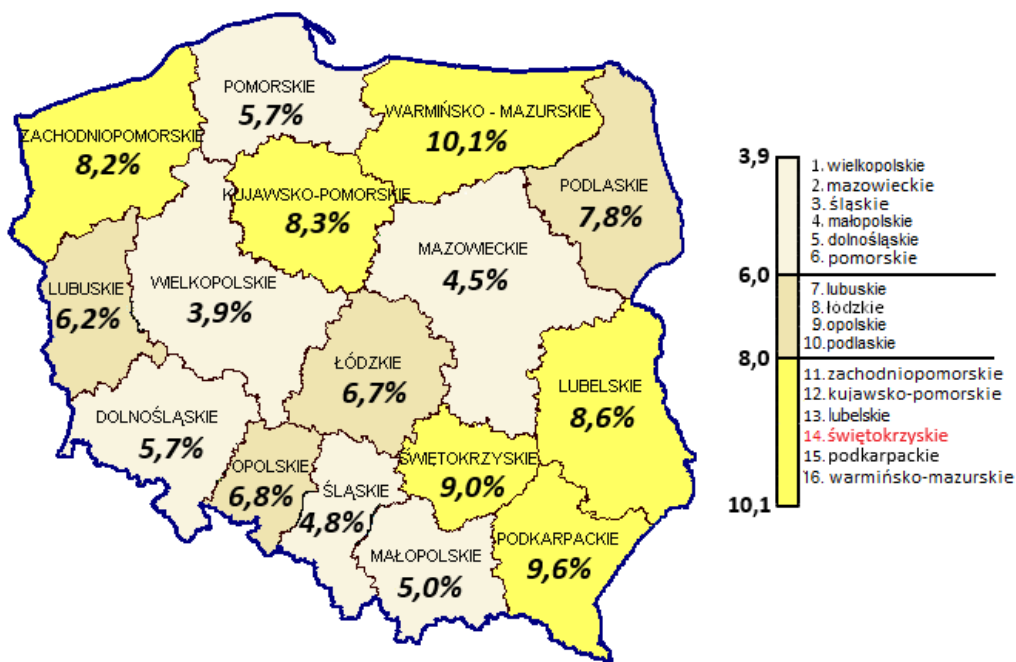 POMORSKIE
5,7%
WARMIŃSKO - MAZURSKIE
10,1%
ZACHODNIOPOMORSKIE
8,2%
KUJAWSKO-POMORSKIE
8,3%
PODLASKIE
7,8%
MAZOWIECKIE
4,5%
WIELKOPOLSKIE
3,9%
LUBUSKIE
6,2%
ŁÓDZKIE
6,7%
LUBELSKIE
8,6%
DOLNOŚLĄSKIE
5,7%
OPOLSKIE
6,8%
ŚLĄSKIE
4,8%
ŚWIĘTOKRZYSKIE
9,0%
MAŁOPOLSKIE
5,0%
PODKARPACKIE
9,6%
3,9
1. wielkopolskie
2. mazowieckie
3. śląskie
4. małopolskie
5. dolnośląskie
6. pomorskie
6,0
7. lubuskie
8. łódzkie
9. opolskie
10. podlaskie
8,0
11. zachodniopomorskie
12. kujawsko-pomorskie
13. lubelskie
14. świętokrzyskie
15. podkarpackie
16. warmińsko-mazurskie
10,1